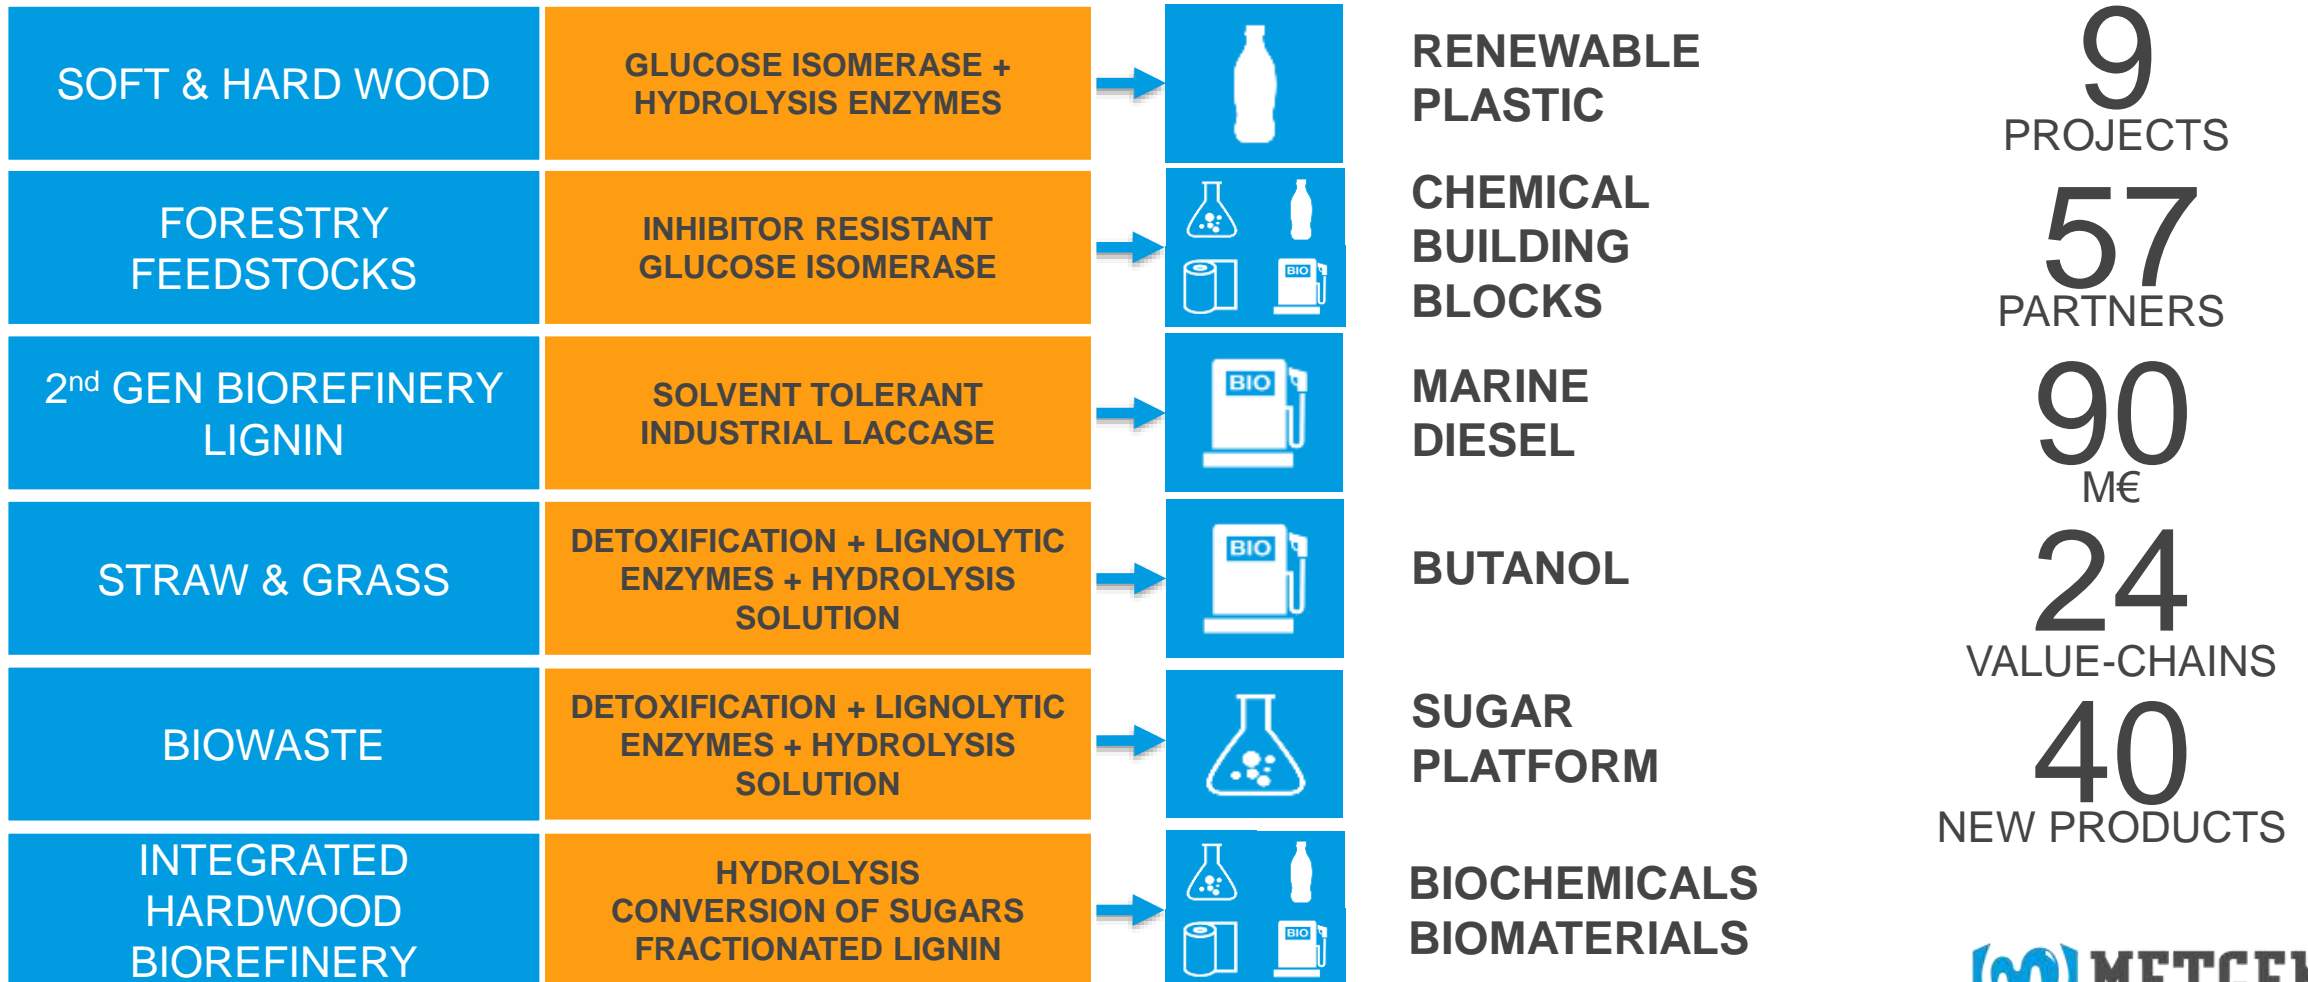 SOFT & HARD WOOD
GLUCOSE ISOMERASE +
HYDROLYSIS ENZYMES
RENEWABLE
PLASTIC
FORESTRY
FEEDSTOCKS
INHIBITOR RESISTANT
GLUCOSE ISOMERASE
BIO
CHEMICAL
BUILDING
BLOCKS
2nd GEN BIOREFINERY
LIGNIN
SOLVENT TOLERANT
INDUSTRIAL LACCASE
BIO
MARINE
DIESEL
STRAW & GRASS
DETOXIFICATION + LIGNOLYTIC
ENZYMES + HYDROLYSIS
SOLUTION
BIO
BUTANOL
BIOWASTE
DETOXIFICATION + LIGNOLYTIC
ENZYMES + HYDROLYSIS
SOLUTION
SUGAR
PLATFORM
INTEGRATED
HARDWOOD
BIOREFINERY
HYDROLYSIS
CONVERSION OF SUGARS
FRACTIONATED LIGNIN
BIO
BIOCHEMICALS
BIOMATERIALS
9
PROJECTS
57
PARTNERS
90
M€
24
VALUE-CHAINS
40
NEW PRODUCTS